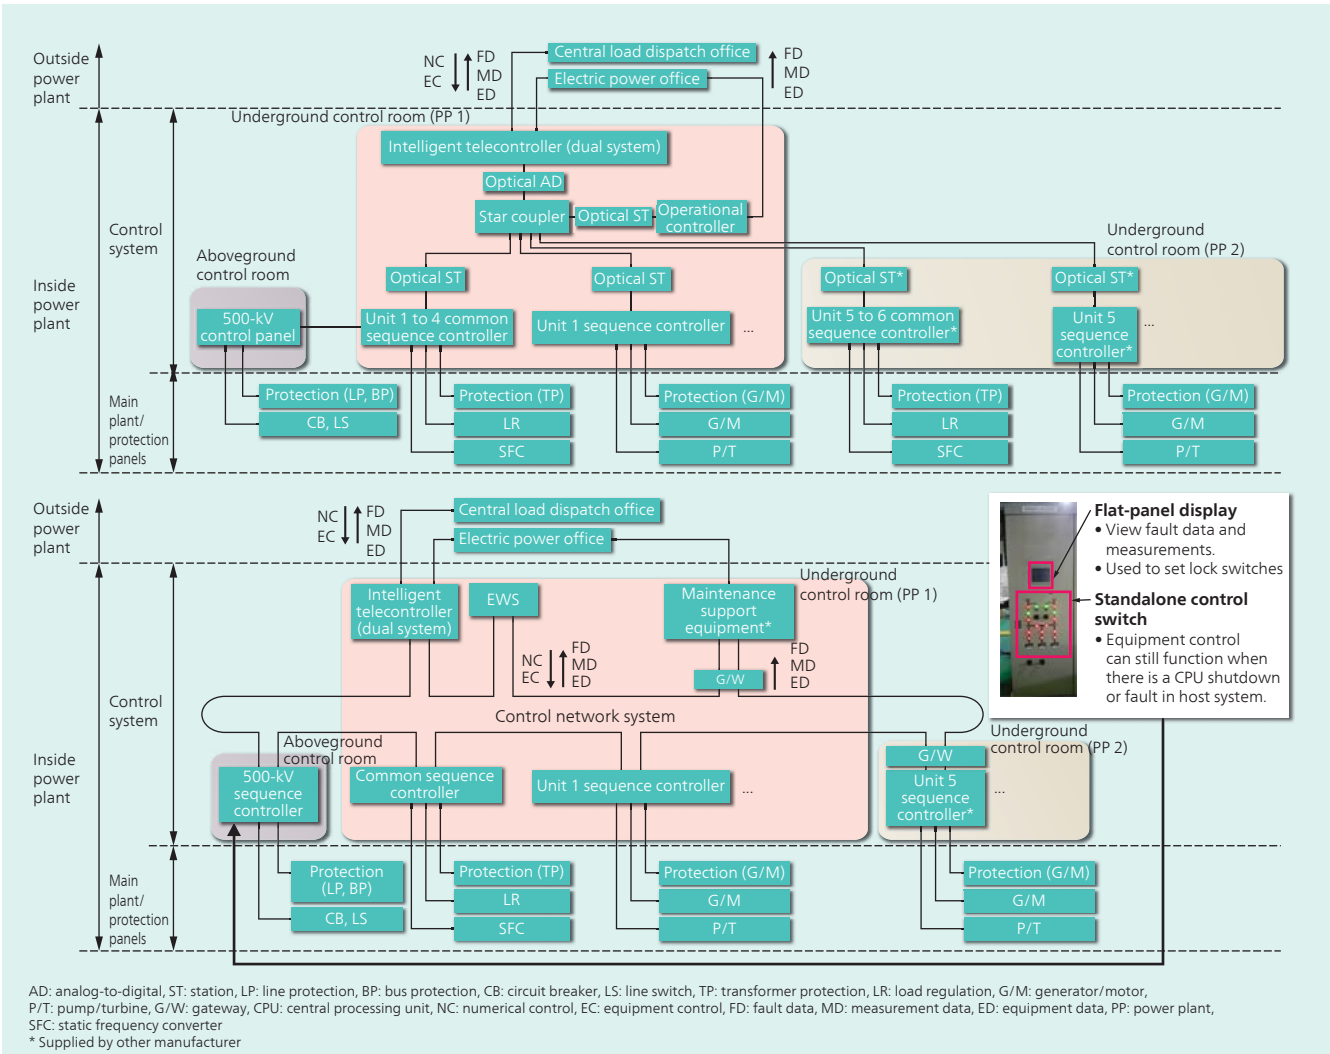 Outside
power
plant
NC
EC
FD
MD
ED
Central load dispatch office
Electric power office
FD
MD
ED
Underground control room (PP 1)
Intelligent telecontroller (dual system)
Optical AD
Star coupler
Optical ST
Operational
controller
Control
system
Inside
power
plant
Aboveground
control room
Underground
control room (PP 2)
Optical ST
Optical ST
Optical ST*
Optical ST*
500-kV
control panel
Unit 1 to 4 common
sequence controller
Unit 1 sequence controller
...
Unit 5 to 6 common
sequence controller*
Unit 5
sequence
controller*
...
Main
plant/
protection
panels
Protection (LP, BP)
CB, LS
Protection (TP)
LR
SFC
Protection (G/M)
G/M
P/T
Protection (TP)
LR
SFC
Protection (G/M)
G/M
P/T
Outside
power
plant
NC
EC
FD
MD
ED
Central load dispatch office
Electric power office
Flat-panel display
• View fault data and
measurements.
• Used to set lock switches
Standalone control
switch
• Equipment control
can still function when
there is a CPU shutdown
or fault in host system.
Underground
control room (PP 1)
Intelligent
telecontroller
(dual system)
EWS
Maintenance
support
equipment*
NC
EC
FD
MD
ED
G/W
FD
MD
ED
Control
system
Inside
power
plant
Control network system
Aboveground
control room
Underground
control room (PP 2)
500-kV
sequence
controller
Common sequence
controller
Unit 1 sequence controller
...
G/W
Unit 5
sequence
controller*
...
Main
plant/
protection
panels
Protection
(LP, BP)
CB, LS
Protection (TP)
LR
SFC
Protection (G/M)
G/M
P/T
Protection (G/M)
G/M
P/T
AD: analog-to-digital, ST: station, LP: line protection, BP: bus protection, CB: circuit breaker, LS: line switch, TP: transformer protection, LR: load regulation, G/M: generator/motor,
P/T: pump/turbine, G/W: gateway, CPU: central processing unit, NC: numerical control, EC: equipment control, FD: fault data, MD: measurement data, ED: equipment data, PP: power plant,
SFC: static frequency converter
* Supplied by other manufacturer